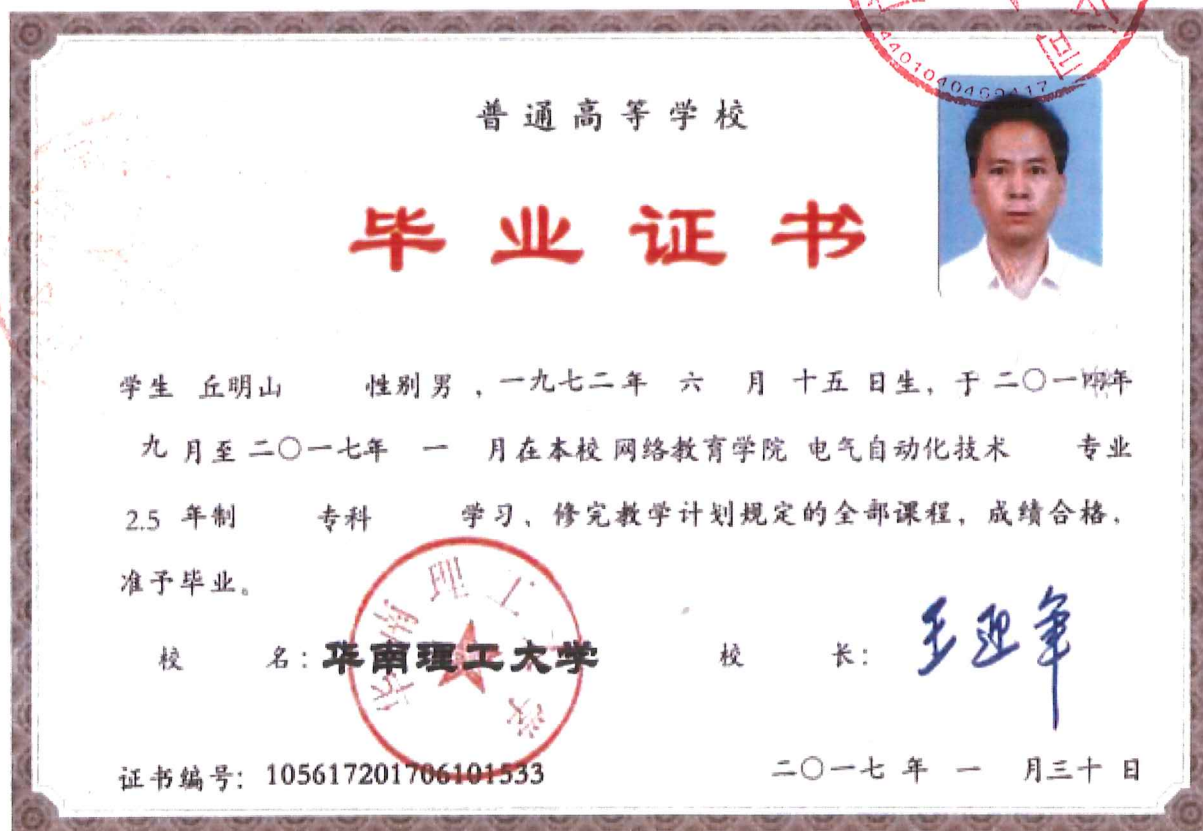 4401040469417
普通高等学校
毕业证书
学生 丘明山 性别男，一九七二年 六 月 十五 日生，于二〇一四年
九 月至二〇一七年 一 月在本校 网络教育学院 电气自动化技术 专业
2.5 年制 专科 学习、修完教学计划规定的全部课程，成绩合格，
准予毕业。
校 名：华南理工大学 校 长：
证书编号：105617201706101533 二〇一七 年 一 月三十 日